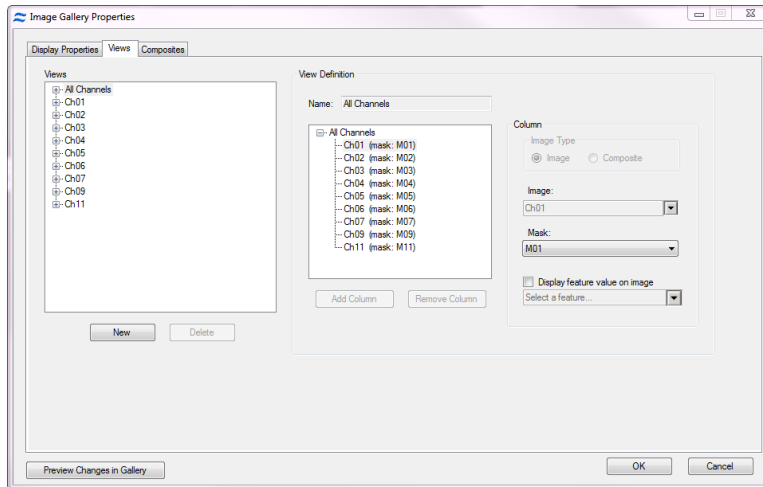 Image Gallery Properties
Display Properties Views Composites
Views
All Channels
Ch01
Ch02
Ch03
Ch04
Ch05
Ch06
Ch07
Ch09
Ch11
New Delete
View Definition
Name: All Channels
All Channels
Ch01 (mask: M01)
Ch02 (mask: M02)
Ch03 (mask: M03)
Ch04 (mask: M04)
Ch05 (mask: M05)
Ch06 (mask: M06)
Ch07 (mask: M07)
Ch09 (mask: M09)
Ch11 (mask: M11)
Add Column Remove Column
Column
Image Type
Image Composite
Image:
Ch01
Mask:
M01
Display feature value on image
Select a feature...
Preview Changes in Gallery OK Cancel